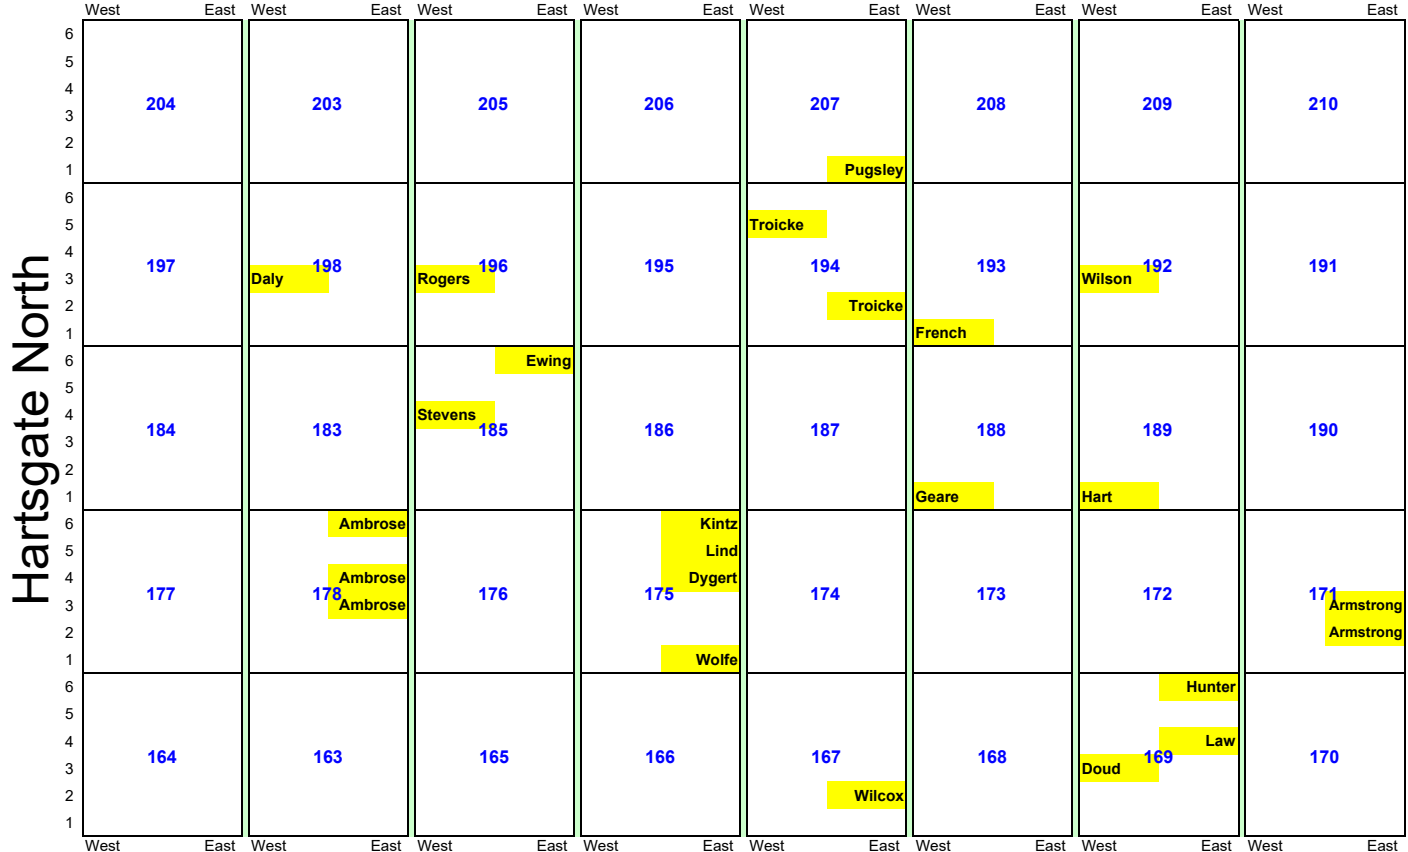 West East West East West East West East West East West East West East West East
Hartsgate North
6
5
4
204 203 205 206 207 208 209 210
3
2
1 Pugsley
6
5 Troicke
4
197 198 196 195 194 193 192 191
3 Daly Rogers Wilson
2 Troicke
1 French
6 Ewing
5
4 Stevens
184 183 185 186 187 188 189 190
3
2
1 Geare Hart
6 Ambrose Kintz
5 Lind
4 Ambrose Dygert
177 178 176 175 174 173 172 171
3 Ambrose Armstrong
2 Armstrong
1 Wolfe
6 Hunter
5
4 Law
164 163 165 166 167 168 169 170
3 Doud
2 Wilcox
1
West East West East West East West East West East West East West East West East